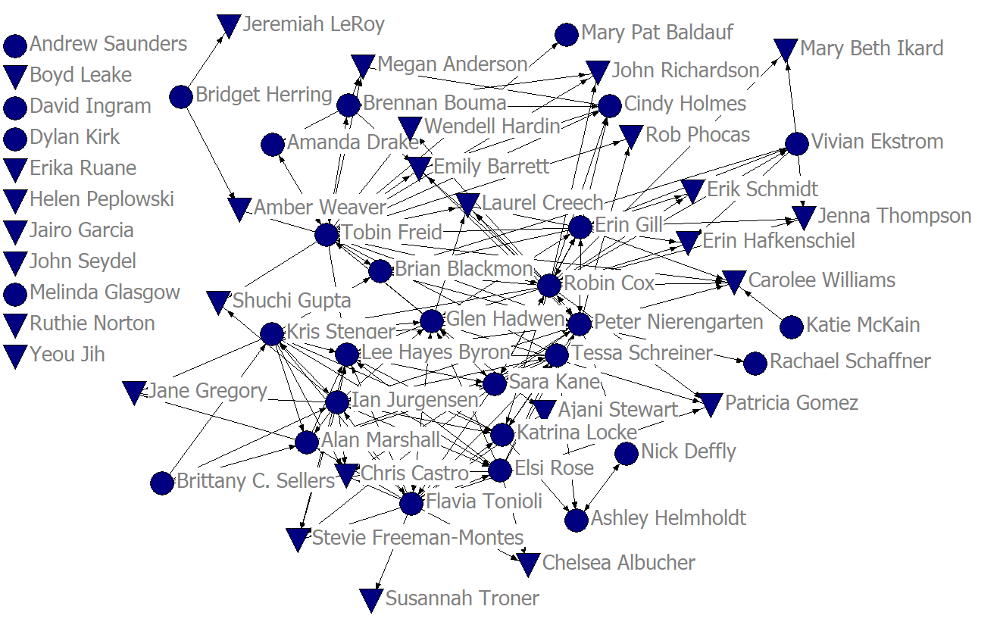 Andrew Saunders
Boyd Leake
David Ingram
Dylan Kirk
Erika Ruane
Helen Peplowski
Jairo Garcia
John Seydel
Melinda Glasgow
Ruthie Norton
Yeou Jih
Jeremiah LeRoy
Mary Pat Baldauf
Mary Beth Ikard
Megan Anderson
John Richardson
Bridget Herring
Brennan Bouma
Cindy Holmes
Wendell Hardin
Rob Phocas
Amanda Drake
Vivian Ekstrom
Emily Barrett
Erik Schmidt
Laurel Creech
Amber Weaver
Jenna Thompson
Erin Gill
Tobin Freid
Erin Hafkenschiel
Brian Blackmon
Robin Cox
Carolee Williams
Shuchi Gupta
Glen Hadwen
Peter Nierengarten
Katie McKain
Kris Stenger
Lee Hayes Byron
Tessa Schreiner
Rachael Schaffner
Sara Kane
Jane Gregory
Ian Jurgensen
Ajani Stewart
Patricia Gomez
Katrina Locke
Alan Marshall
Nick Deffly
Elsi Rose
Chris Castro
Brittany C. Sellers
Flavia Tonioli
Ashley Helmholdt
Stevie Freeman-Montes
Chelsea Albucher
Susannah Troner